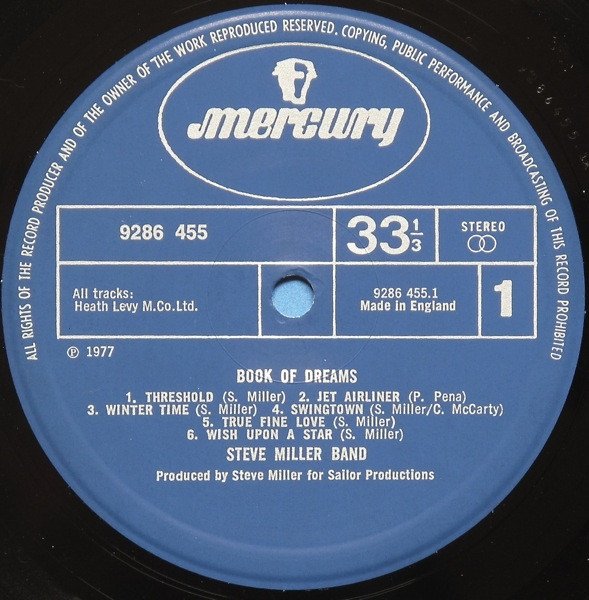 ALL RIGHTS OF THE RECORD PRODUCER AND OF THE OWNER OF THE WORK REPRODUCED RESERVED. COPYING, PUBLIC PERFORMANCE AND BROADCASTING OF THIS RECORD PROHIBITED
mercury
9286 455
33 1/3
STEREO
All tracks:
Heath Levy M.Co.Ltd.
9286 455.1
Made in England
1
℗ 1977
BOOK OF DREAMS
1. THRESHOLD (S. Miller) 2. JET AIRLINER (P. Pena)
3. WINTER TIME (S. Miller) 4. SWINGTOWN (S. Miller/C. McCarty)
5. TRUE FINE LOVE (S. Miller)
6. WISH UPON A STAR (S. Miller)
STEVE MILLER BAND
Produced by Steve Miller for Sailor Productions